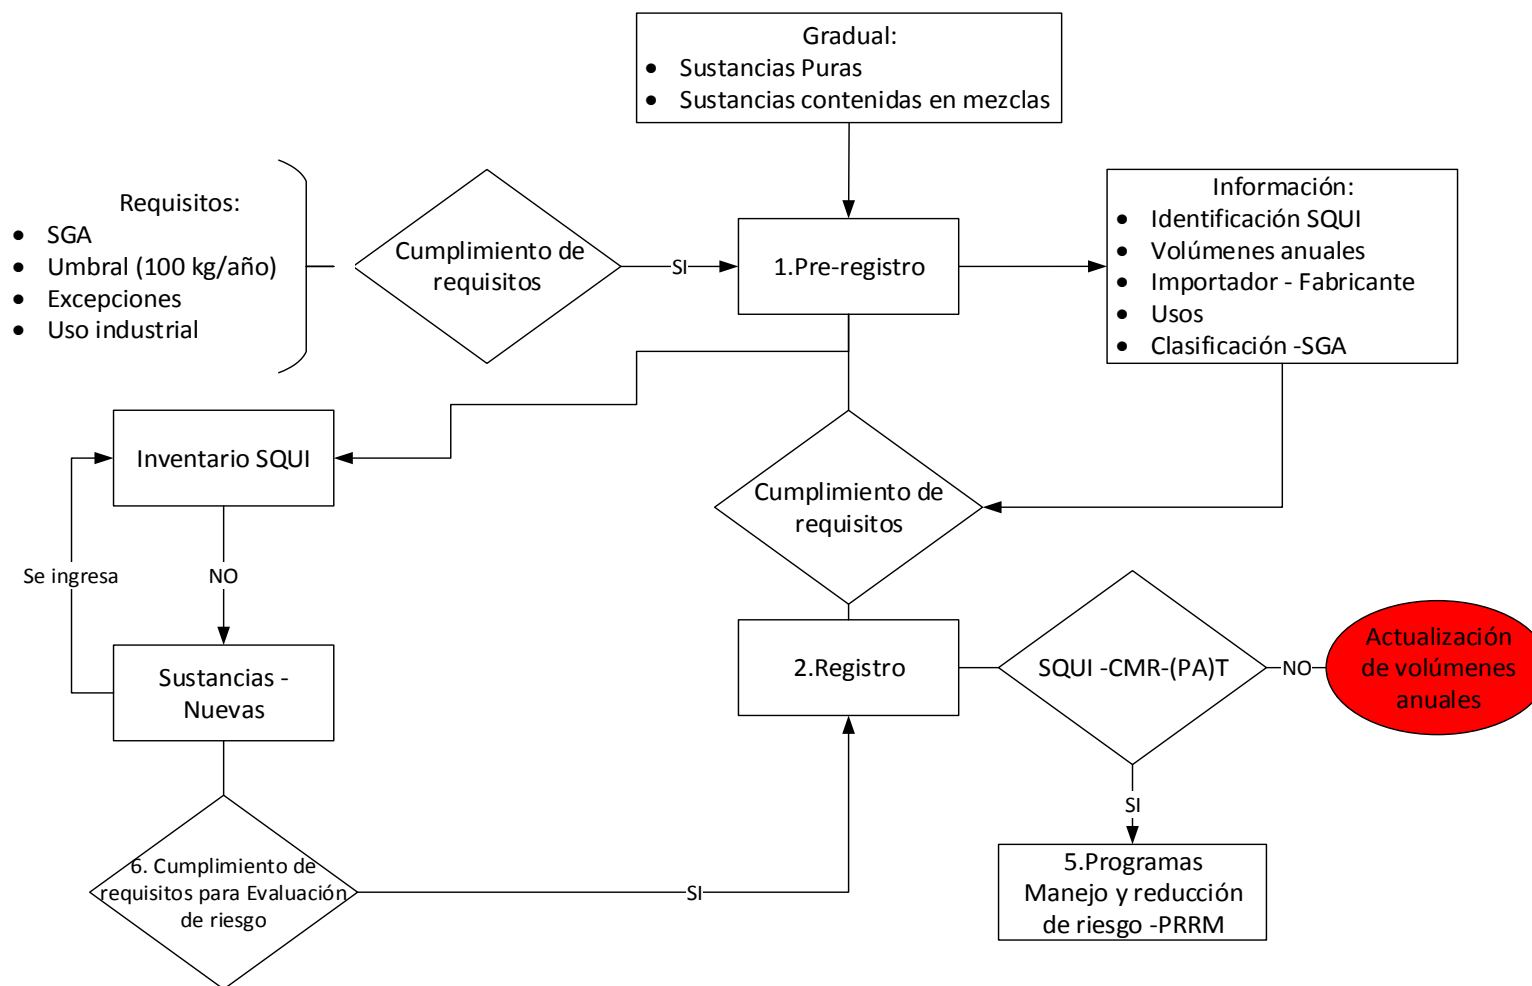 Gradual:
• Sustancias Puras
• Sustancias contenidas en mezclas
Requisitos:
• SGA
• Umbral (100 kg/año)
• Excepciones
• Uso industrial
Cumplimiento de
requisitos
SI
1.Pre-registro
Información:
• Identificación SQUI
• Volúmenes anuales
• Importador - Fabricante
• Usos
• Clasificación -SGA
Inventario SQUI
Cumplimiento de
requisitos
Se ingresa
NO
Sustancias -
Nuevas
2.Registro
SQUI -CMR-(PA)T
NO
Actualización
de volúmenes
anuales
SI
6. Cumplimiento de
requisitos para Evaluación
de riesgo
SI
5.Programas
Manejo y reducción
de riesgo -PRRM